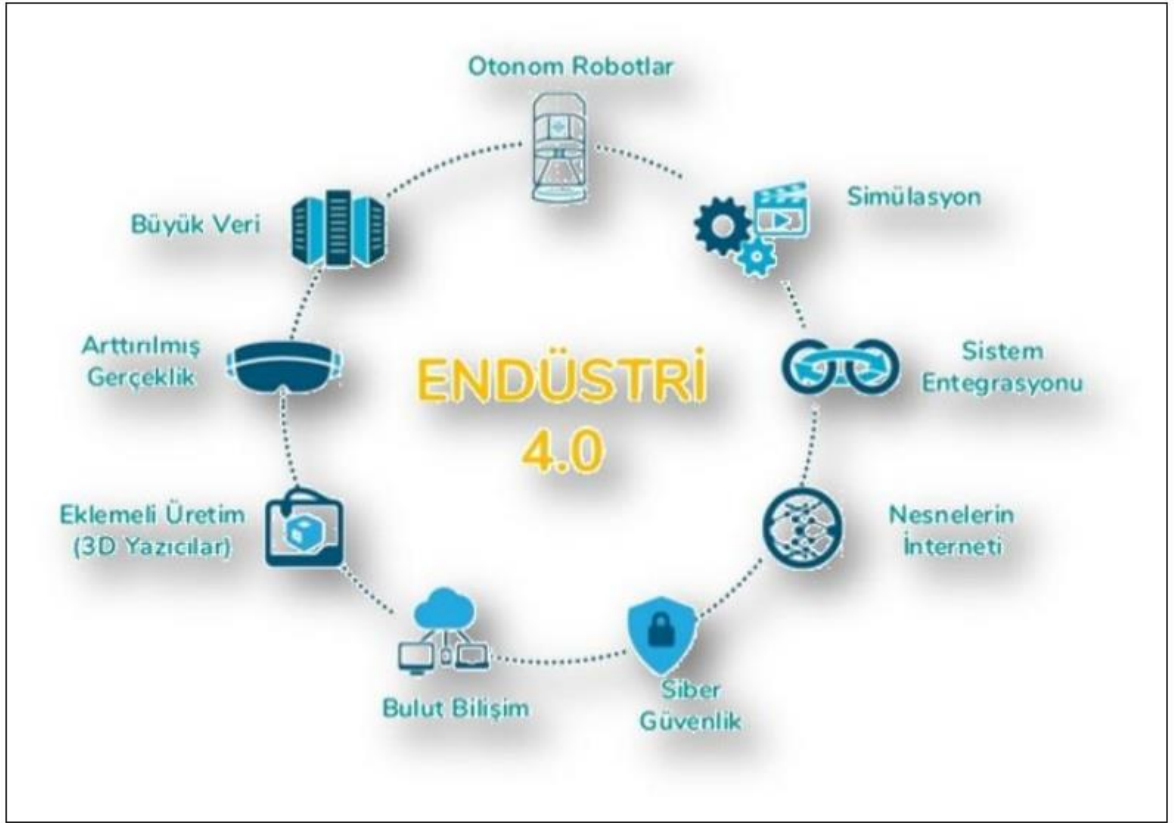 Otonom Robotlar
Simülasyon
Büyük Veri
Arttırılmış
Gerçeklik
ENDÜSTRİ
4.0
Sistem
Entegrasyonu
Eklemeli Üretim
(3D Yazıcılar)
Nesnelerin
İnterneti
Bulut Bilişim
Siber
Güvenlik